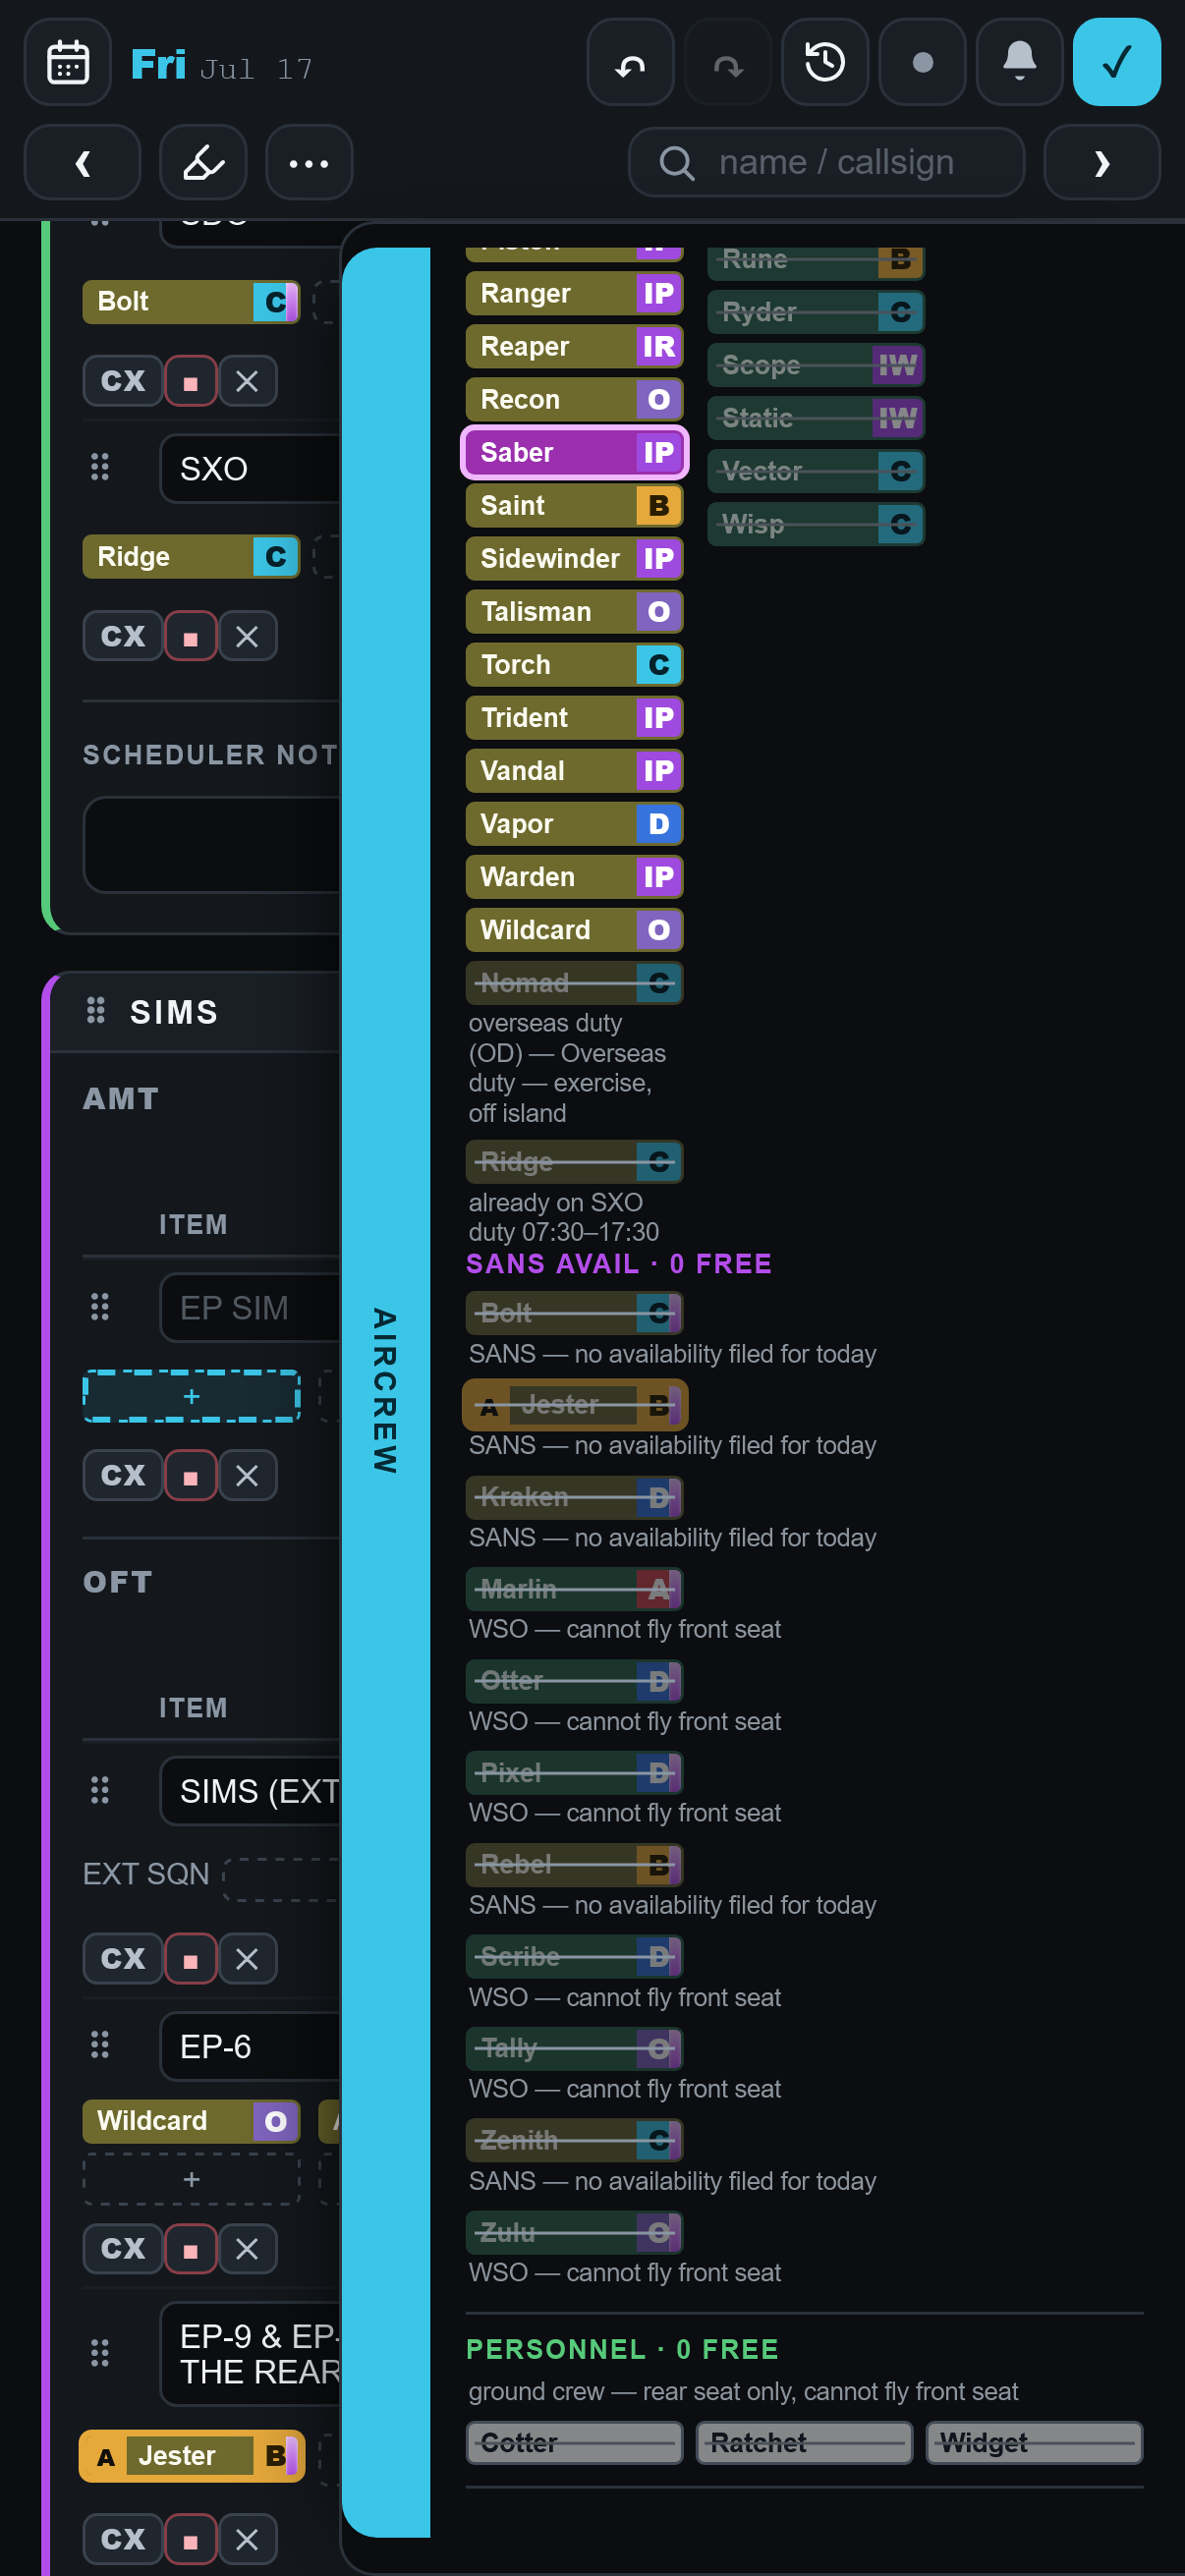 Fri Jul 17
name / callsign
Bolt C
CX
SXO
Ridge C
CX
SCHEDULER NOT
SIMS
AMT
ITEM
EP SIM
+
CX
OFT
ITEM
SIMS (EXT
EXT SQN
CX
EP-6
Wildcard O
+
CX
EP-9 & EP-
THE REAR
A Jester B
CX
AIRCREW
Ranger IP
Reaper IR
Recon O
Saber IP
Saint B
Sidewinder IP
Talisman O
Torch C
Trident IP
Vandal IP
Vapor D
Warden IP
Wildcard O
Nomad C
overseas duty
(OD) — Overseas
duty — exercise,
off island
Ridge C
already on SXO
duty 07:30–17:30
Rune B
Ryder C
Scope IW
Static IW
Vector C
Wisp C
SANS AVAIL · 0 FREE
Bolt C
SANS — no availability filed for today
A Jester B
SANS — no availability filed for today
Kraken D
SANS — no availability filed for today
Marlin A
WSO — cannot fly front seat
Otter D
WSO — cannot fly front seat
Pixel D
WSO — cannot fly front seat
Rebel B
SANS — no availability filed for today
Scribe D
WSO — cannot fly front seat
Tally O
WSO — cannot fly front seat
Zenith C
SANS — no availability filed for today
Zulu O
WSO — cannot fly front seat
PERSONNEL · 0 FREE
ground crew — rear seat only, cannot fly front seat
Cotter Ratchet Widget